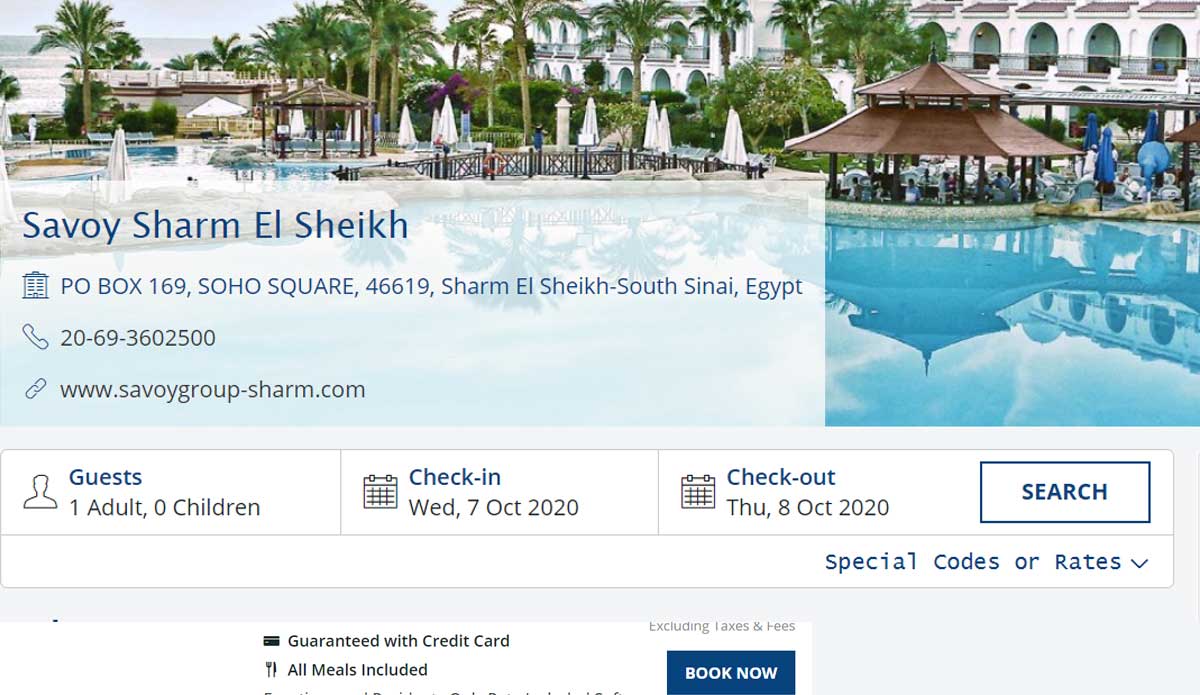 Savoy Sharm El Sheikh
PO BOX 169, SOHO SQUARE, 46619, Sharm El Sheikh-South Sinai, Egypt
20-69-3602500
www.savoygroup-sharm.com
Guests
1 Adult, 0 Children
Check-in
Wed, 7 Oct 2020
Check-out
Thu, 8 Oct 2020
SEARCH
Special Codes or Rates
Excluding Taxes & Fees
Guaranteed with Credit Card
All Meals Included
BOOK NOW